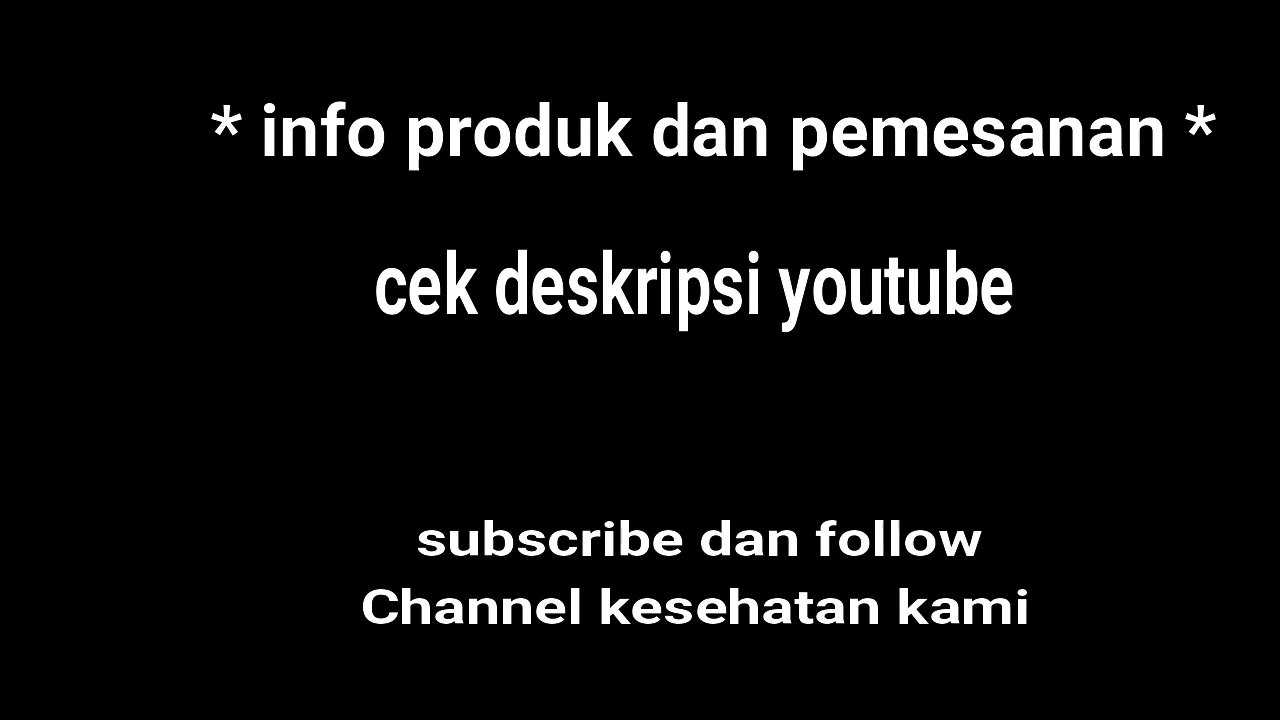 * info produk dan pemesanan *
cek deskripsi youtube
subscribe dan follow
Channel kesehatan kami